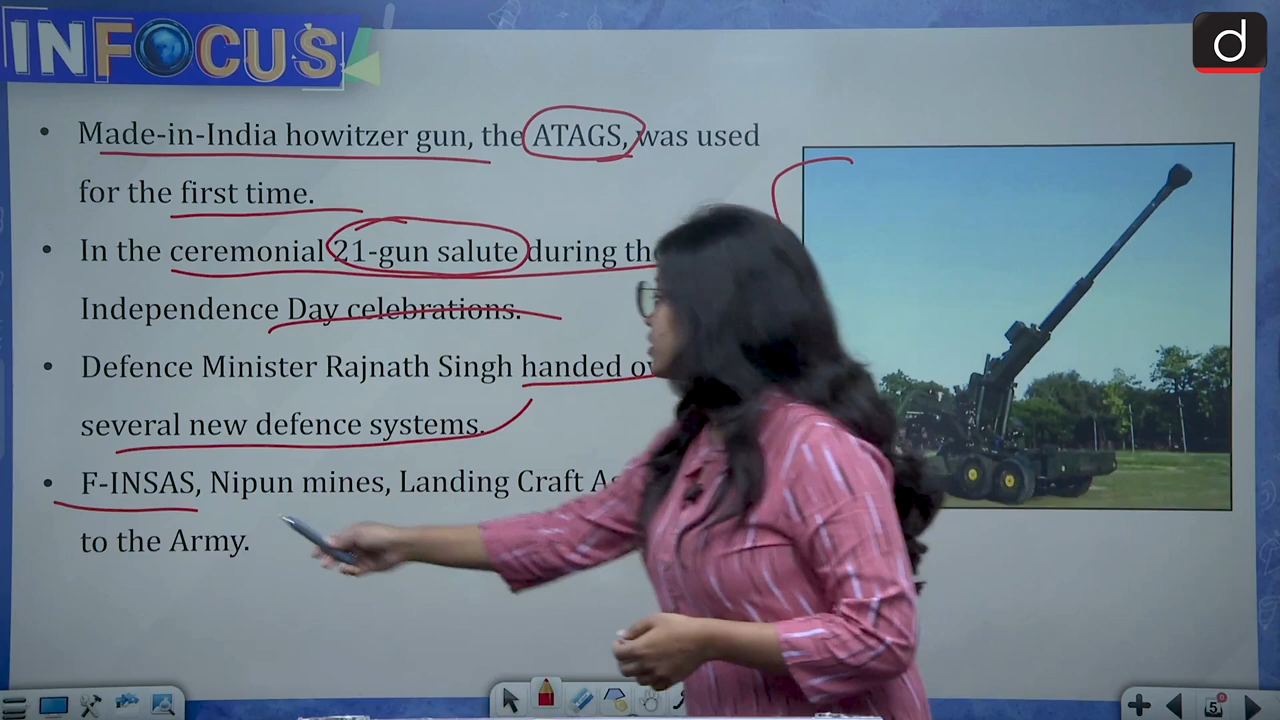 INFOCUS
d
• Made-in-India howitzer gun, the ATAGS, was used
for the first time.
• In the ceremonial 21-gun salute during
Independence Day celebrations.
• Defence Minister Rajnath Singh handed
several new defence systems.
• F-INSAS, Nipun mines, Landing Craft
to the Army.
5